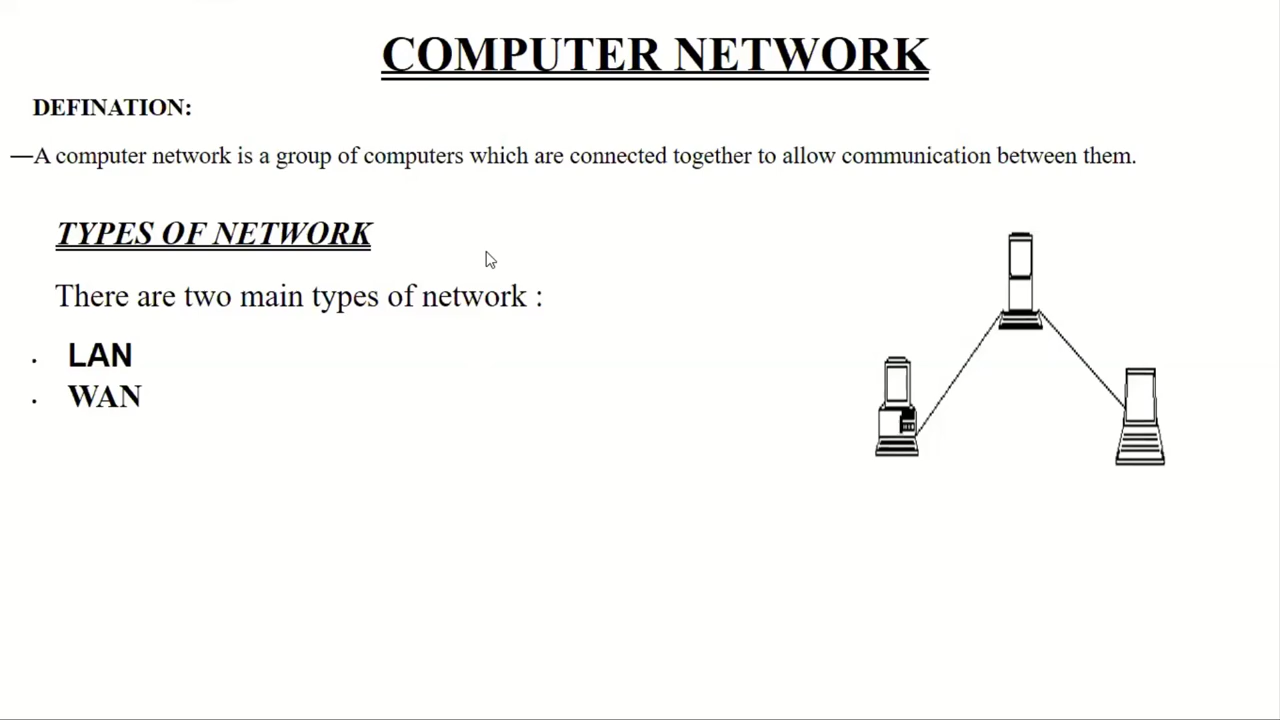 COMPUTER NETWORK
DEFINATION:
—A computer network is a group of computers which are connected together to allow communication between them.
TYPES OF NETWORK
There are two main types of network :
· LAN
· WAN